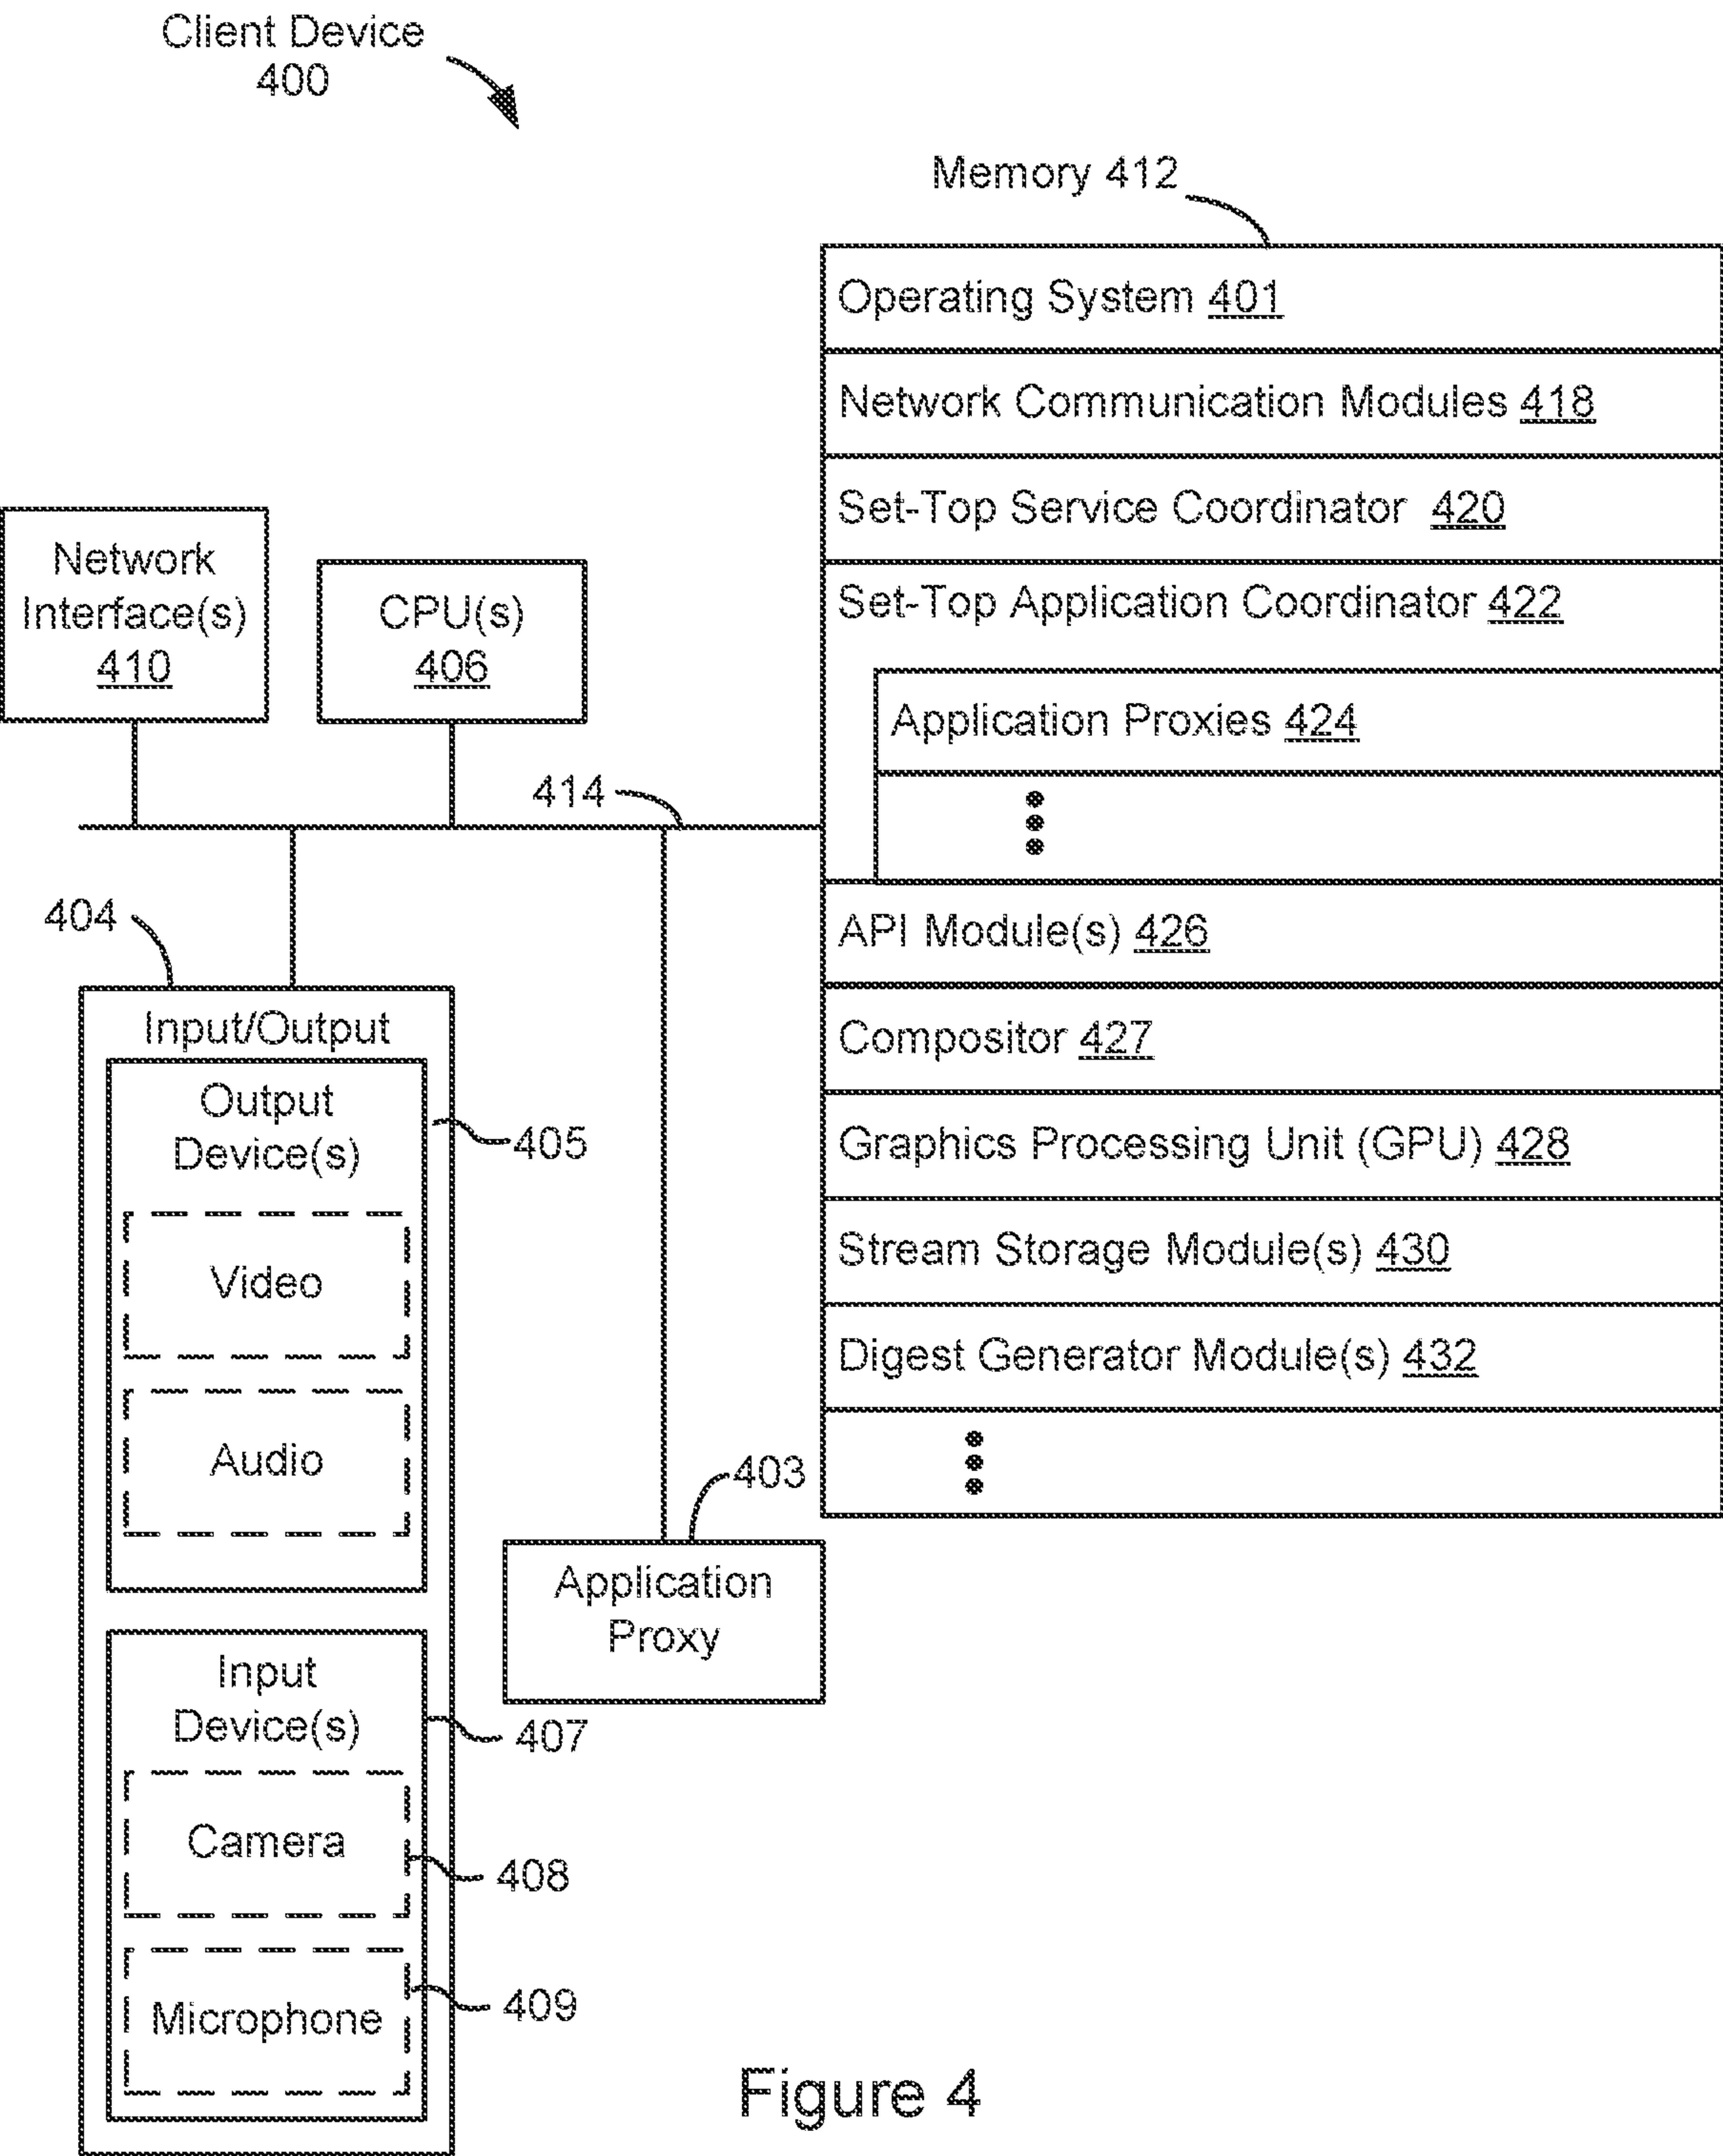 Client Device
400
Memory 412
Operating System 401
Network Communication Modules 418
Set-Top Service Coordinator 420
Set-Top Application Coordinator 422
Application Proxies 424
API Module(s) 426
Compositor 427
Graphics Processing Unit (GPU) 428
Stream Storage Module(s) 430
Digest Generator Module(s) 432
Network
Interface(s)
410
CPU(s)
406
414
404
Input/Output
Output
Device(s)
405
Video
Audio
Input
Device(s)
407
Camera
408
Microphone
409
403
Application
Proxy
Figure 4